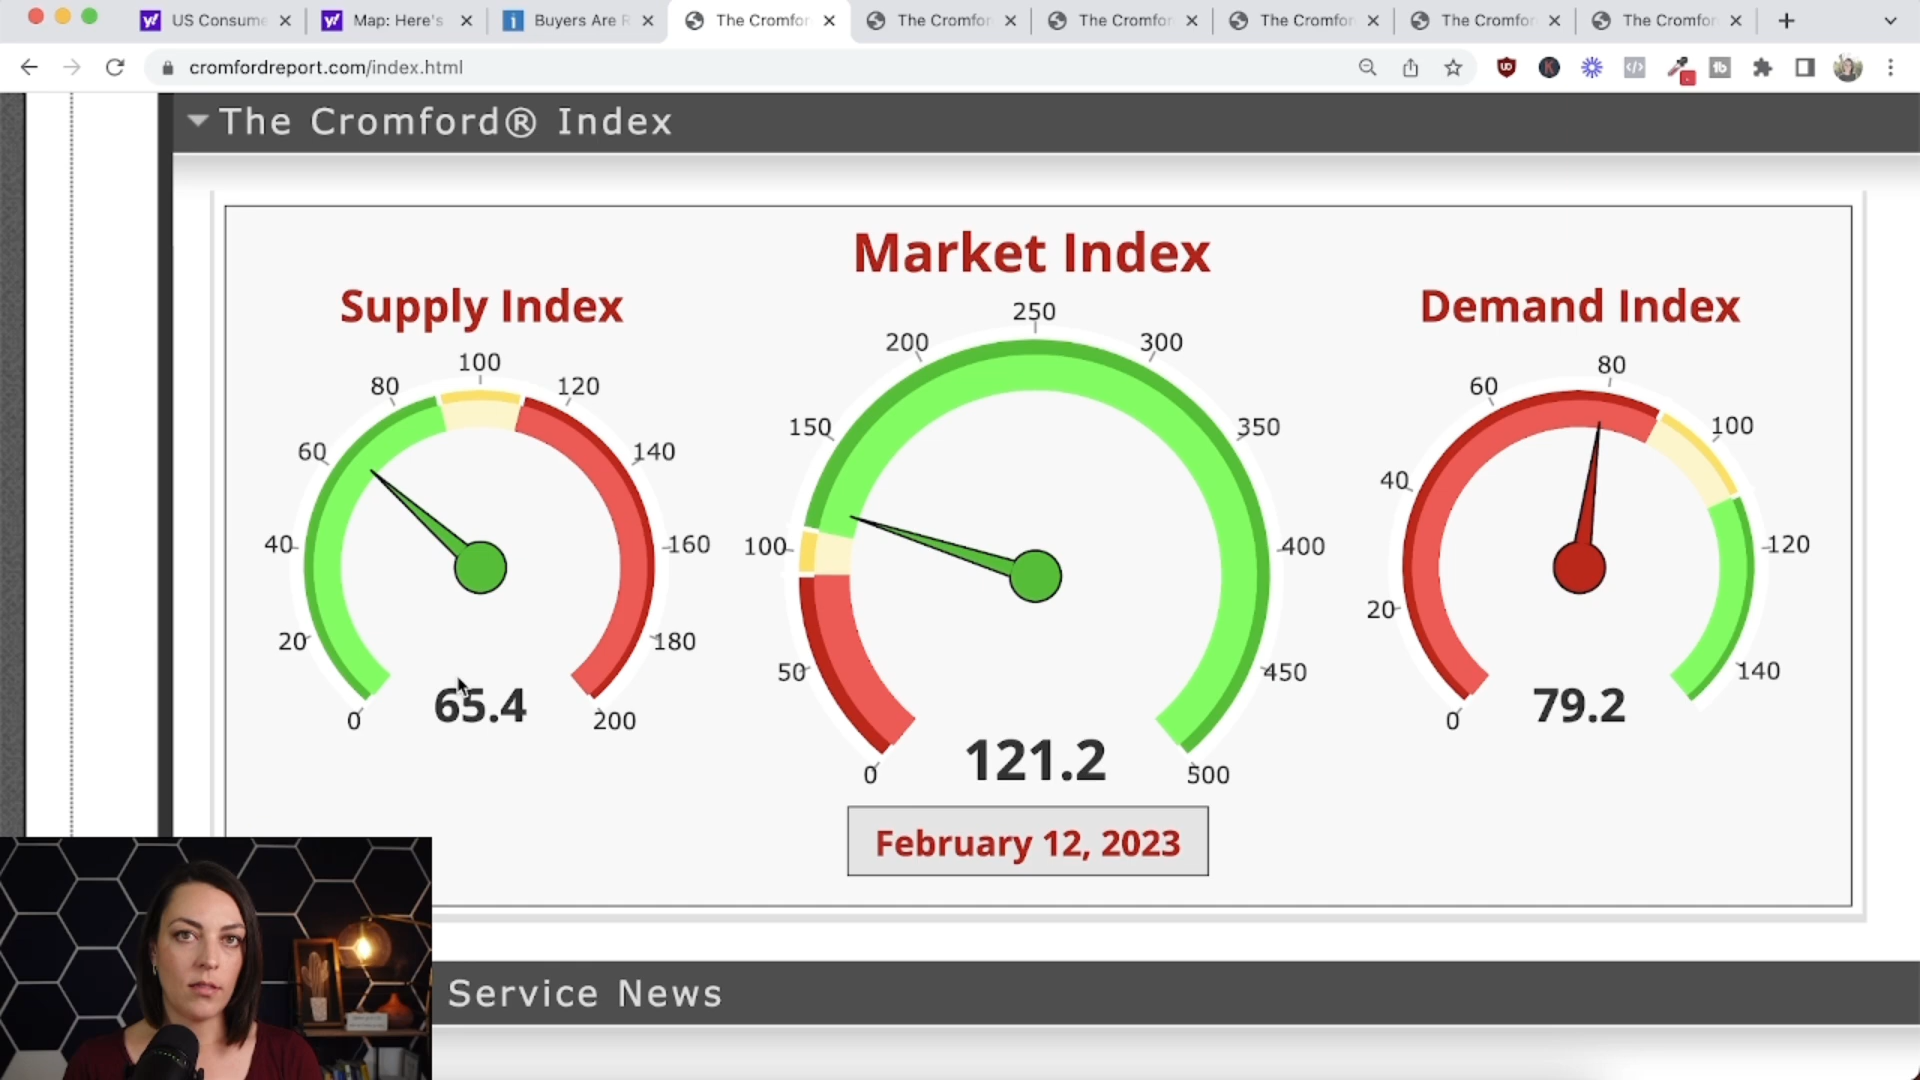 US Consume
Map: Here's
Buyers Are R
The Cromfor
The Cromfor
The Cromfor
The Cromfor
The Cromfor
The Cromfor
cromfordreport.com/index.html
The Cromford® Index
Supply Index
0
20
40
60
80
100
120
140
160
180
200
65.4
Market Index
0
50
100
150
200
250
300
350
400
450
500
121.2
February 12, 2023
Demand Index
0
20
40
60
80
100
120
140
79.2
Service News